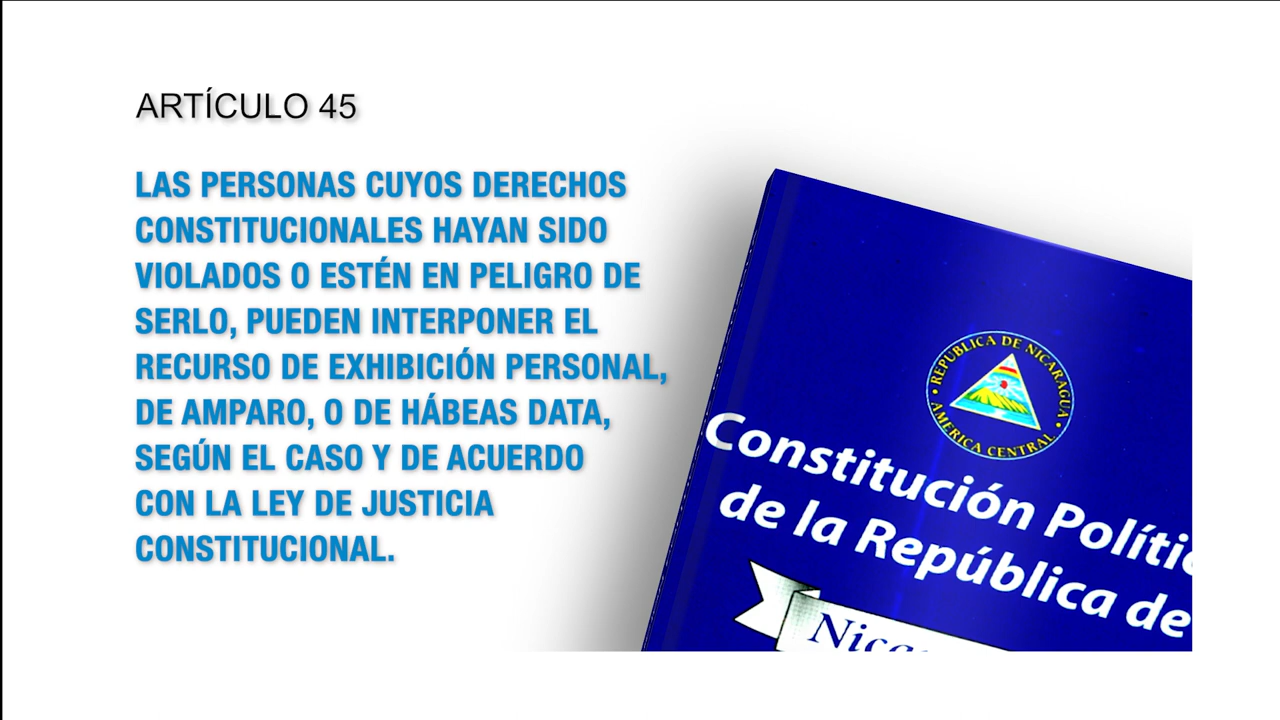 ARTÍCULO 45
LAS PERSONAS CUYOS DERECHOS
CONSTITUCIONALES HAYAN SIDO
VIOLADOS O ESTÉN EN PELIGRO DE
SERLO, PUEDEN INTERPONER EL
RECURSO DE EXHIBICIÓN PERSONAL,
DE AMPARO, O DE HÁBEAS DATA,
SEGÚN EL CASO Y DE ACUERDO
CON LA LEY DE JUSTICIA
CONSTITUCIONAL.
REPÚBLICA DE NICARAGUA
AMERICA CENTRAL
Constitución Políti
de la República de